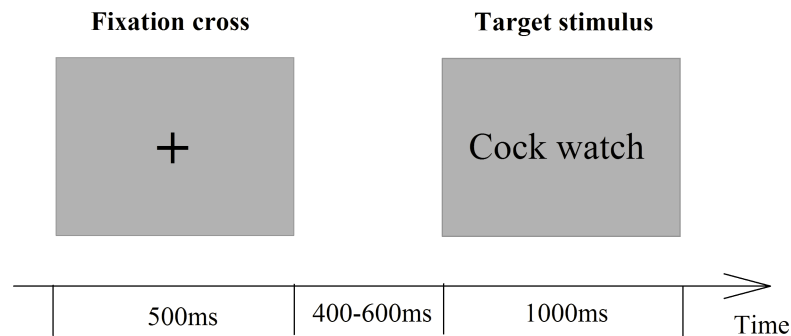 Fixation cross
Target stimulus
+
Cock watch
500ms
400-600ms
1000ms
Time